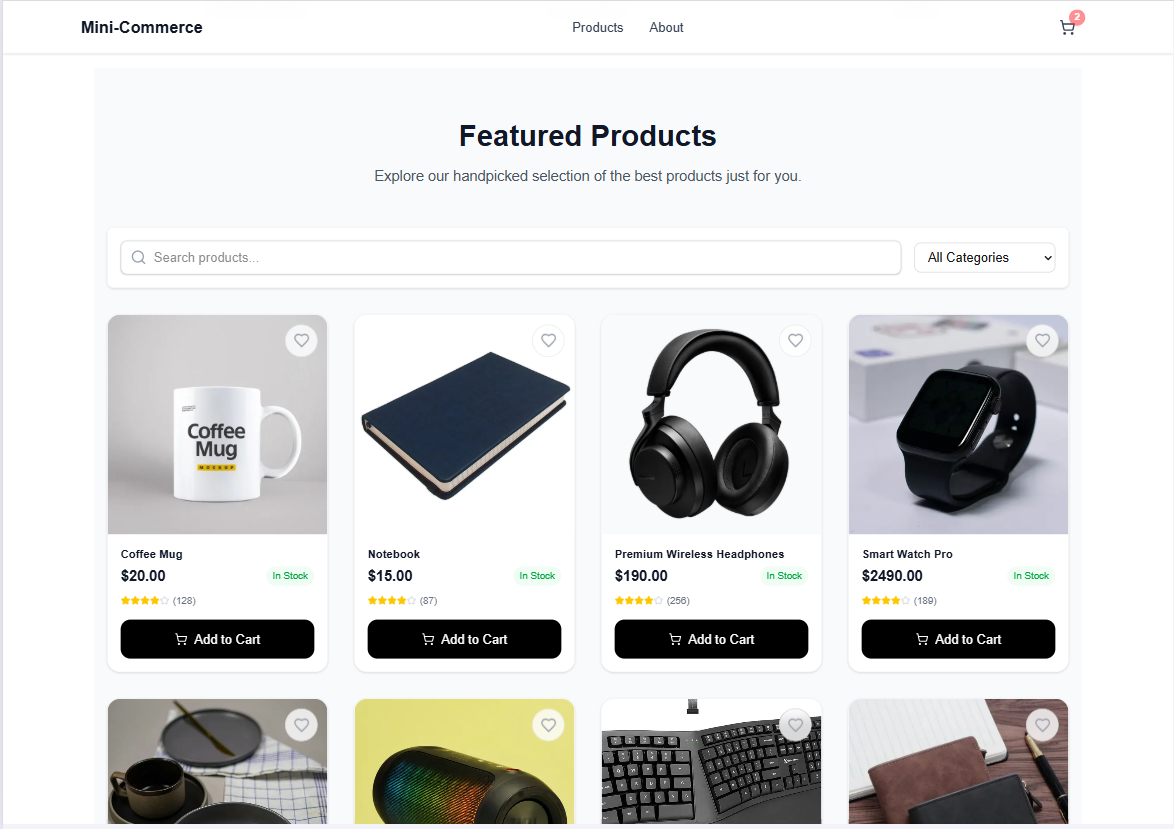 Mini-Commerce
Products
About
2
Featured Products
Explore our handpicked selection of the best products just for you.
Search products...
All Categories
Coffee
Mug
MOCKUP
Coffee Mug
$20.00
In Stock
(128)
Add to Cart
Notebook
$15.00
In Stock
(87)
Add to Cart
Premium Wireless Headphones
$190.00
In Stock
(256)
Add to Cart
Smart Watch Pro
$2490.00
In Stock
(189)
Add to Cart